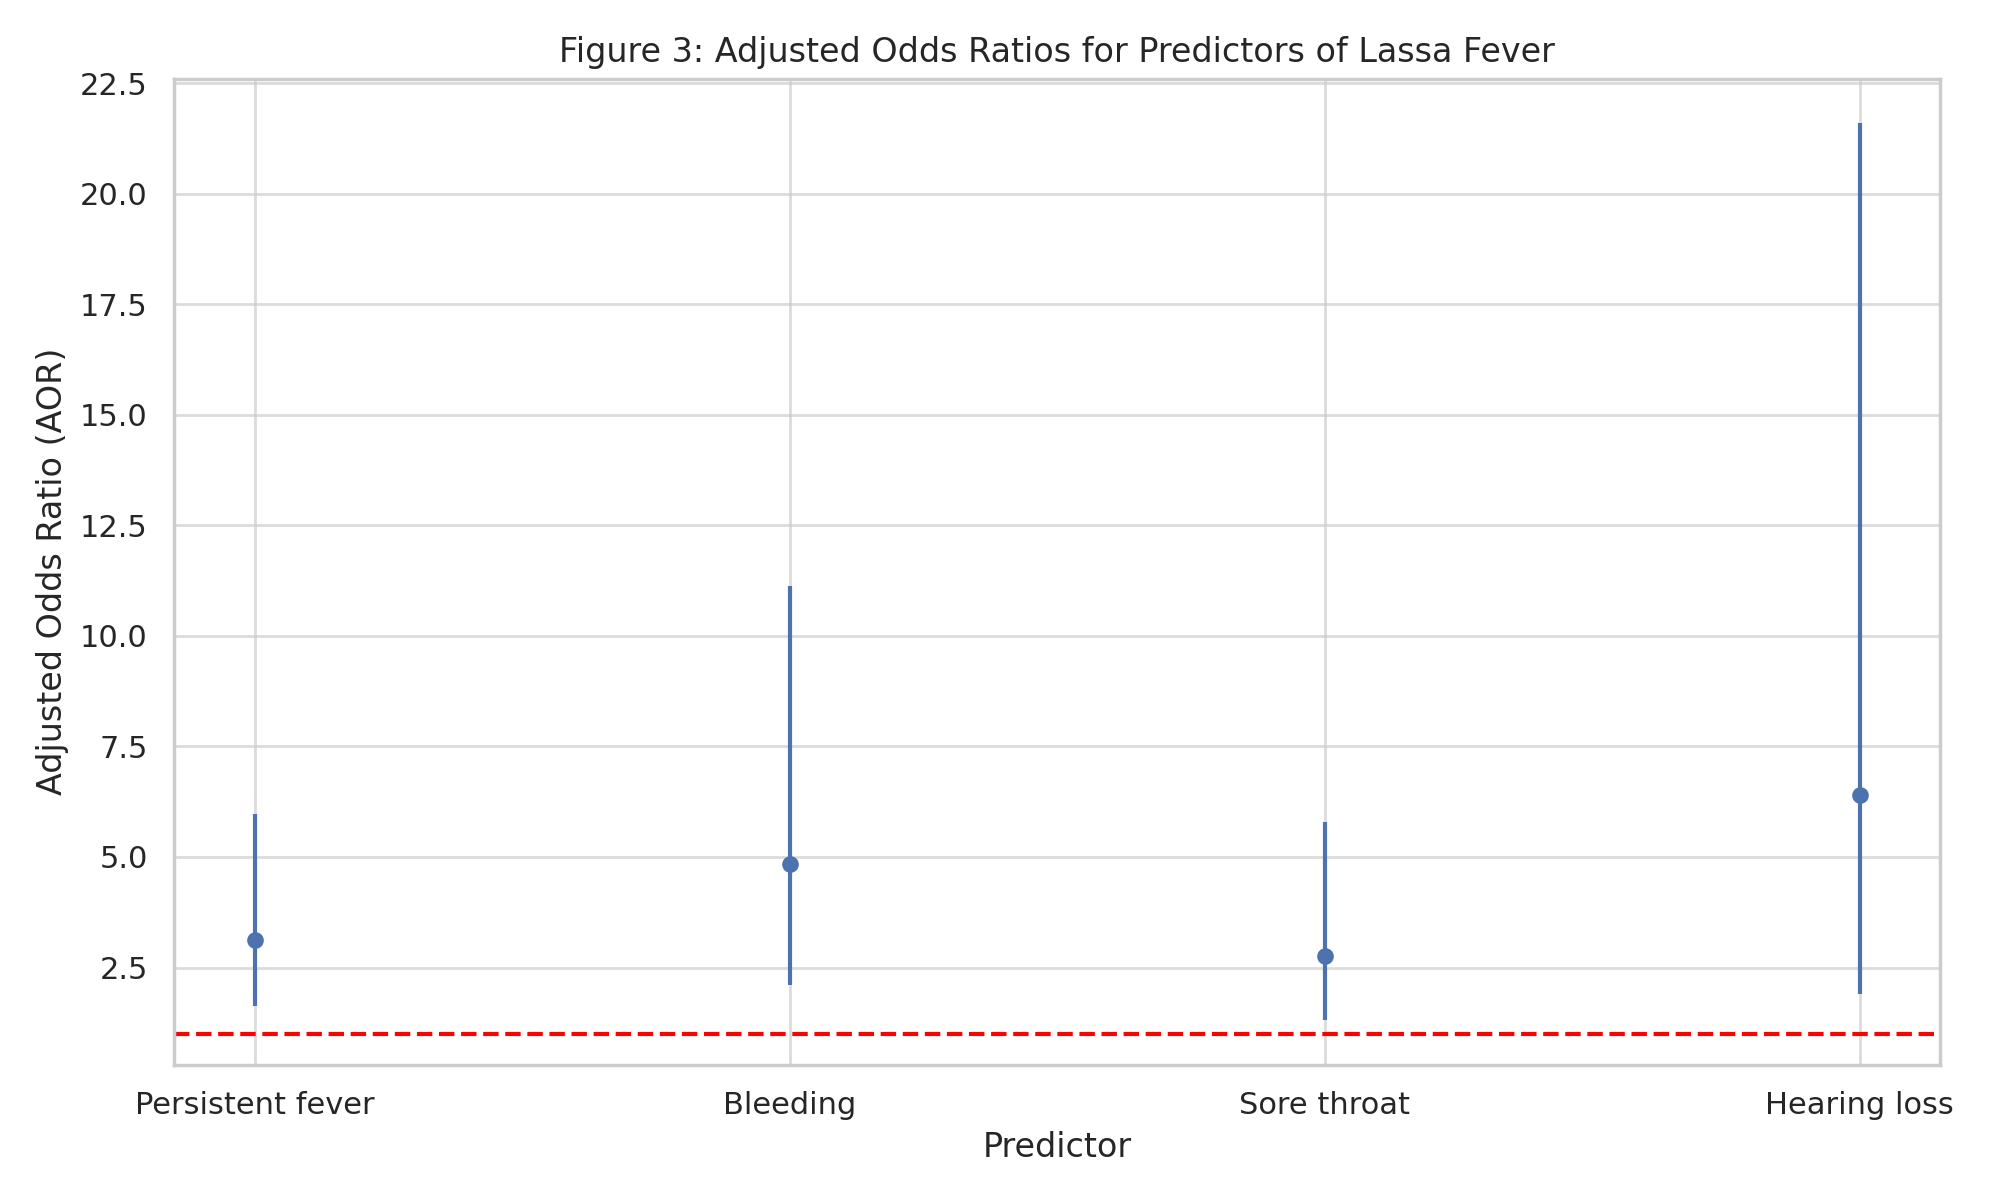 Figure 3: Adjusted Odds Ratios for Predictors of Lassa Fever
Adjusted Odds Ratio (AOR)
22.5
20.0
17.5
15.0
12.5
10.0
7.5
5.0
2.5
Persistent fever
Bleeding
Sore throat
Hearing loss
Predictor